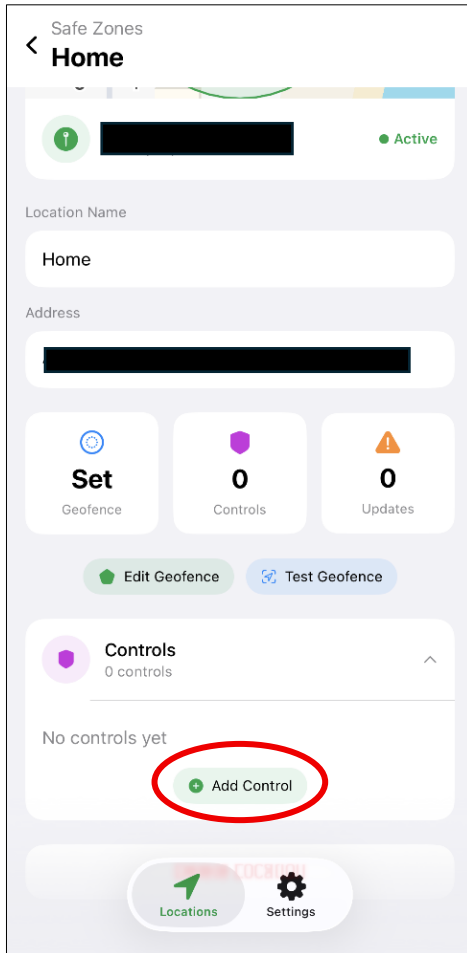 Safe Zones
Home
Active
Location Name
Home
Address
Set
Geofence
0
Controls
0
Updates
Edit Geofence
Test Geofence
Controls
0 controls
No controls yet
Add Control
Locations
Settings